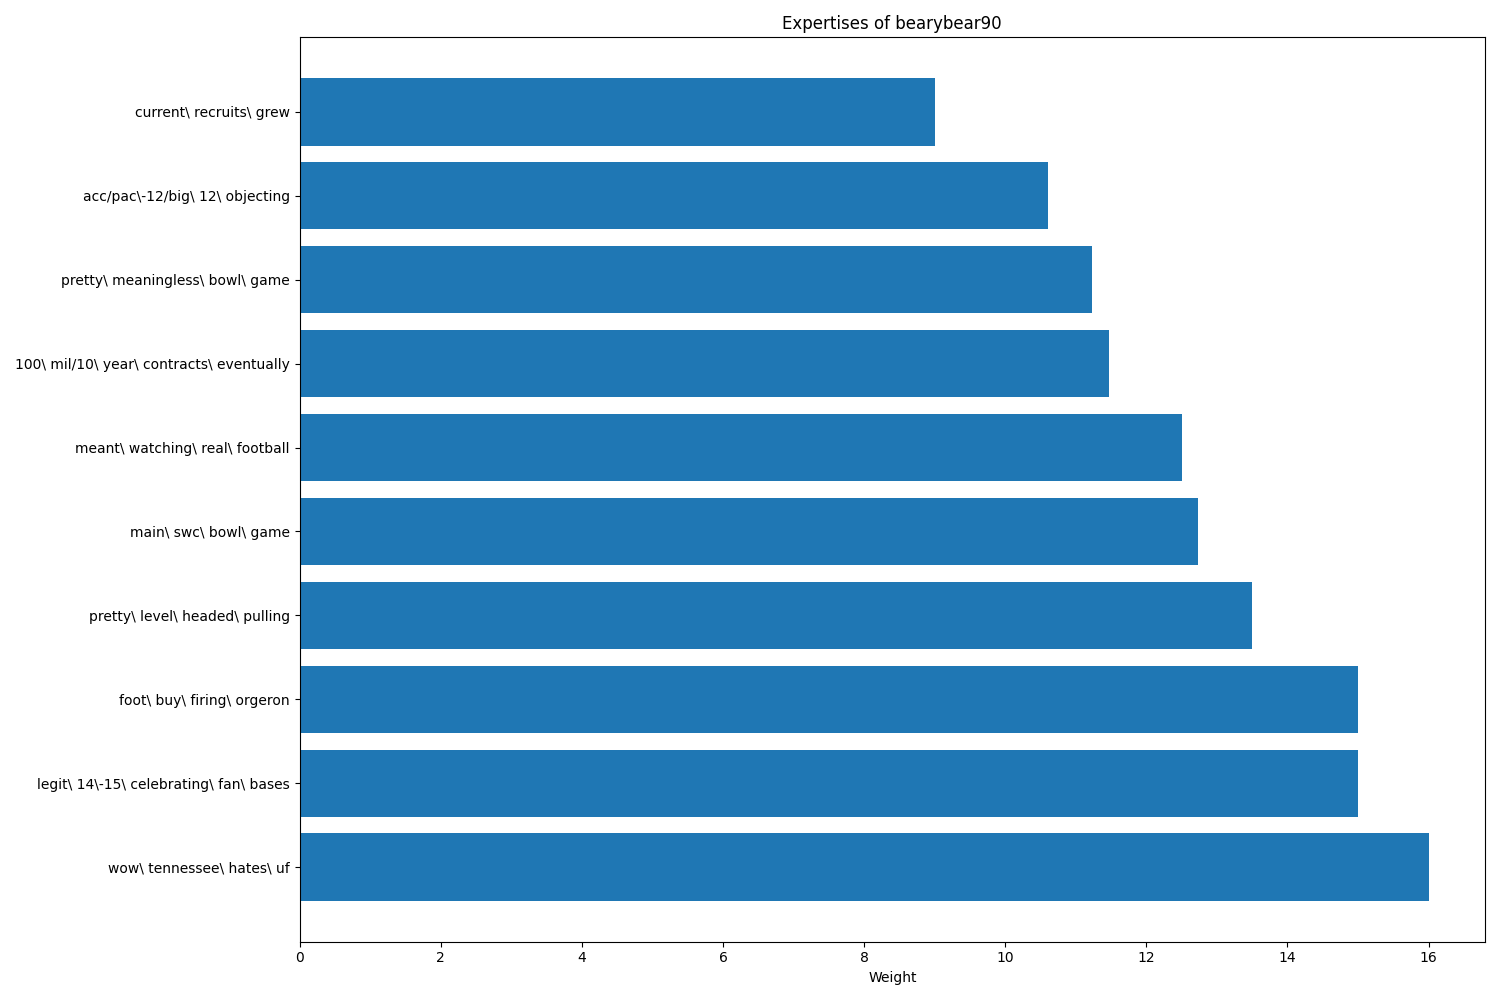 Expertises of bearybear90
current\ recruits\ grew
acc/pac\-12/big\ 12\ objecting
pretty\ meaningless\ bowl\ game
100\ mil/10\ year\ contracts\ eventually
meant\ watching\ real\ football
main\ swc\ bowl\ game
pretty\ level\ headed\ pulling
foot\ buy\ firing\ orgeron
legit\ 14\-15\ celebrating\ fan\ bases
wow\ tennessee\ hates\ uf
0 2 4 6 8 10 12 14 16
Weight